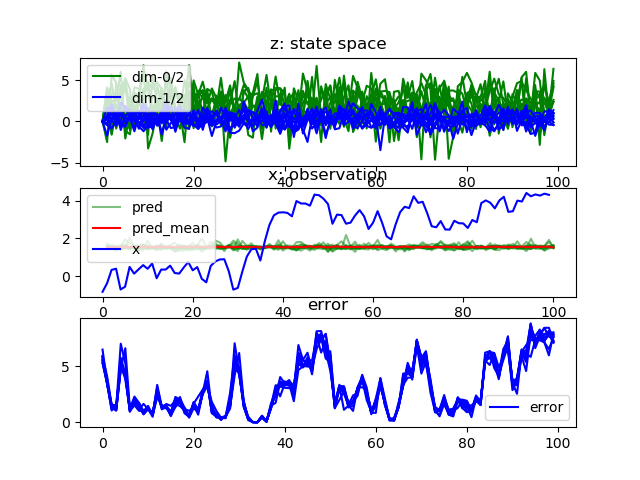 z: state space
5
0
−5
dim-0/2
dim-1/2
0 20 40 60 80 100
x: observation
4
2
0
pred
pred_mean
x
0 20 40 60 80 100
error
5
0
error
0 20 40 60 80 100